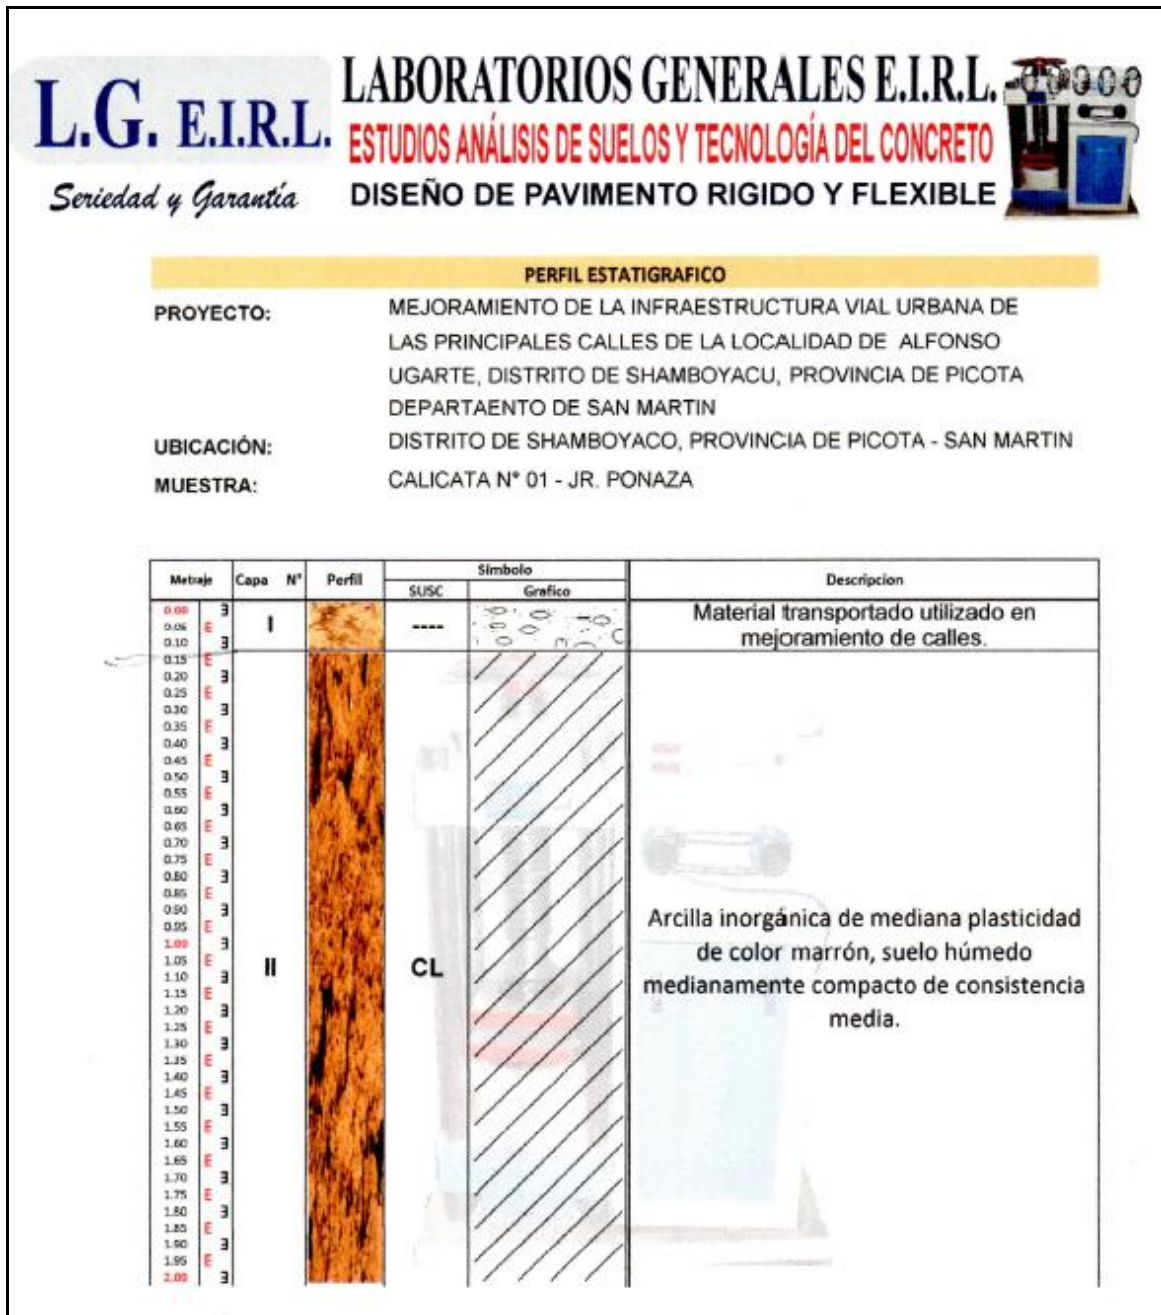 L.G. E.I.R.L.
Seriedad y Garantía
LABORATORIOS GENERALES E.I.R.L.
ESTUDIOS ANÁLISIS DE SUELOS Y TECNOLOGÍA DEL CONCRETO
DISEÑO DE PAVIMENTO RIGIDO Y FLEXIBLE
PERFIL ESTATIGRAFICO
PROYECTO: MEJORAMIENTO DE LA INFRAESTRUCTURA VIAL URBANA DE
LAS PRINCIPALES CALLES DE LA LOCALIDAD DE ALFONSO
UGARTE, DISTRITO DE SHAMBOYACU, PROVINCIA DE PICOTA
DEPARTAENTO DE SAN MARTIN
UBICACIÓN: DISTRITO DE SHAMBOYACO, PROVINCIA DE PICOTA - SAN MARTIN
MUESTRA: CALICATA N° 01 - JR. PONAZA
Metraje Capa N° Perfil Simbolo Descripcion
SUSC Grafico
0.00 E
0.05 E
0.10 E
I ----
Material transportado utilizado en
mejoramiento de calles.
0.15 E
0.20 E
0.25 E
0.30 E
0.35 E
0.40 E
0.45 E
0.50 E
0.55 E
0.60 E
0.65 E
0.70 E
0.75 E
0.80 E
0.85 E
0.90 E
0.95 E
1.00 E
1.05 E
1.10 E
1.15 E
1.20 E
1.25 E
1.30 E
1.35 E
1.40 E
1.45 E
1.50 E
1.55 E
1.60 E
1.65 E
1.70 E
1.75 E
1.80 E
1.85 E
1.90 E
1.95 E
2.00 E
II CL
Arcilla inorgánica de mediana plasticidad
de color marrón, suelo húmedo
medianamente compacto de consistencia
media.